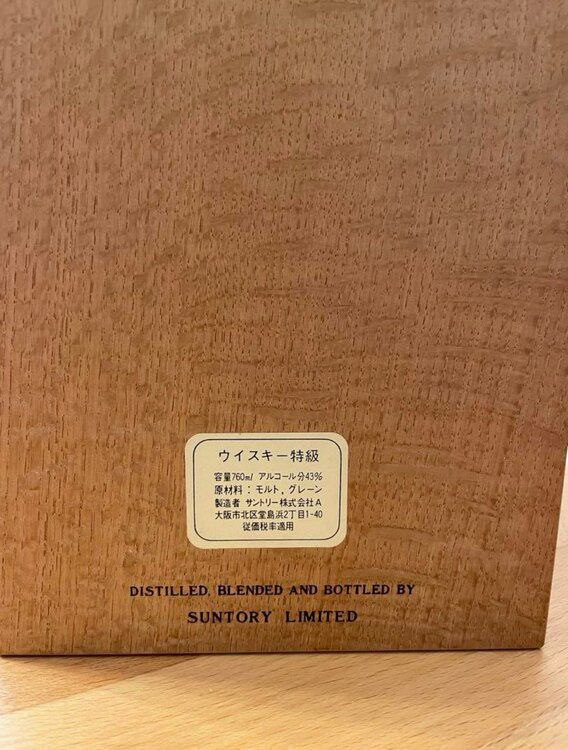 ウイスキー特級
容量760ml アルコール分43%
原材料：モルト，グレーン
製造者 サントリー株式会社A
大阪市北区堂島浜2丁目1-40
従価税率適用
DISTILLED, BLENDED AND BOTTLED BY
SUNTORY LIMITED